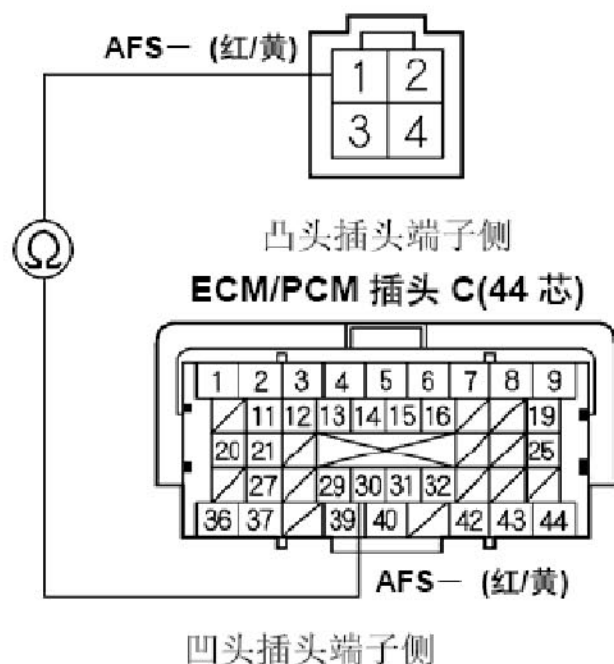 AFS－ (红/黄)
1 2
3 4
Ω
凸头插头端子侧
ECM/PCM 插头 C(44 芯)
1 2 3 4 5 6 7 8 9
11 12 13 14 15 16 19
20 21 25
27 29 30 31 32
36 37 39 40 42 43 44
AFS－ (红/黄)
凹头插头端子侧